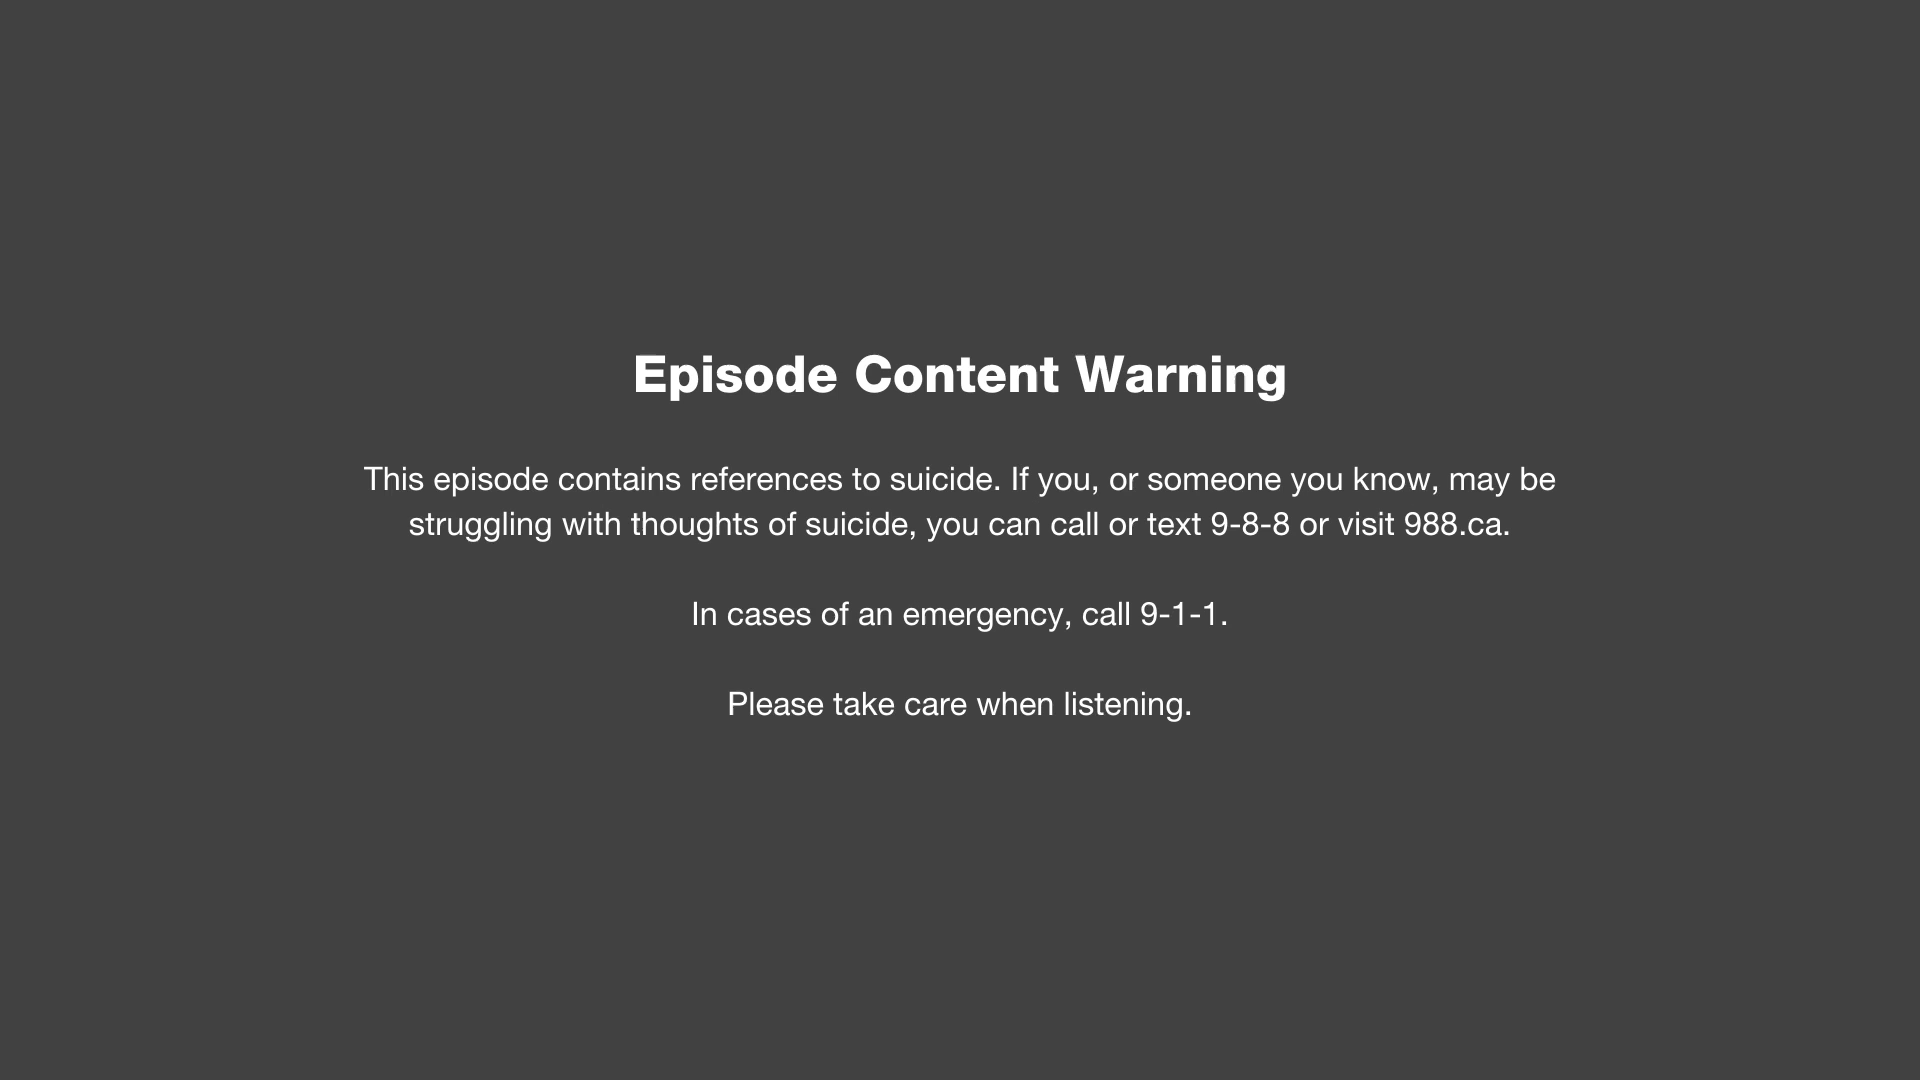 Episode Content Warning
This episode contains references to suicide. If you, or someone you know, may be
struggling with thoughts of suicide, you can call or text 9-8-8 or visit 988.ca.
In cases of an emergency, call 9-1-1.
Please take care when listening.